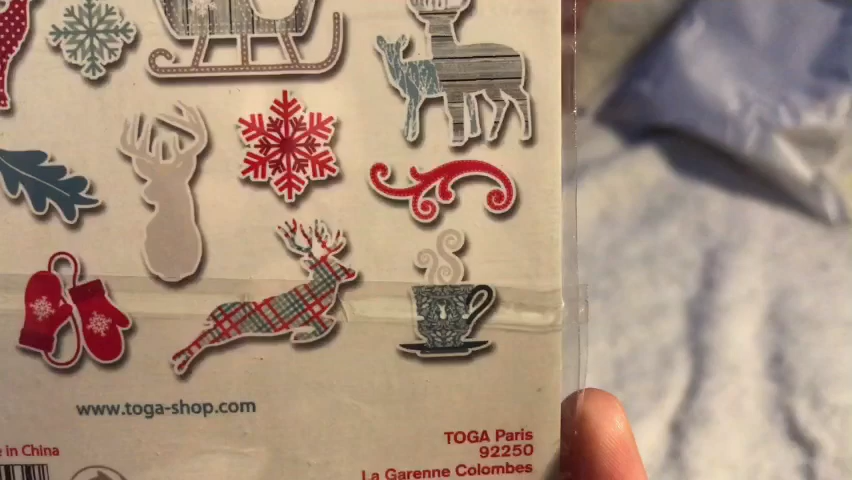 www.toga-shop.com
e in China
TOGA Paris
92250
La Garenne Colombes